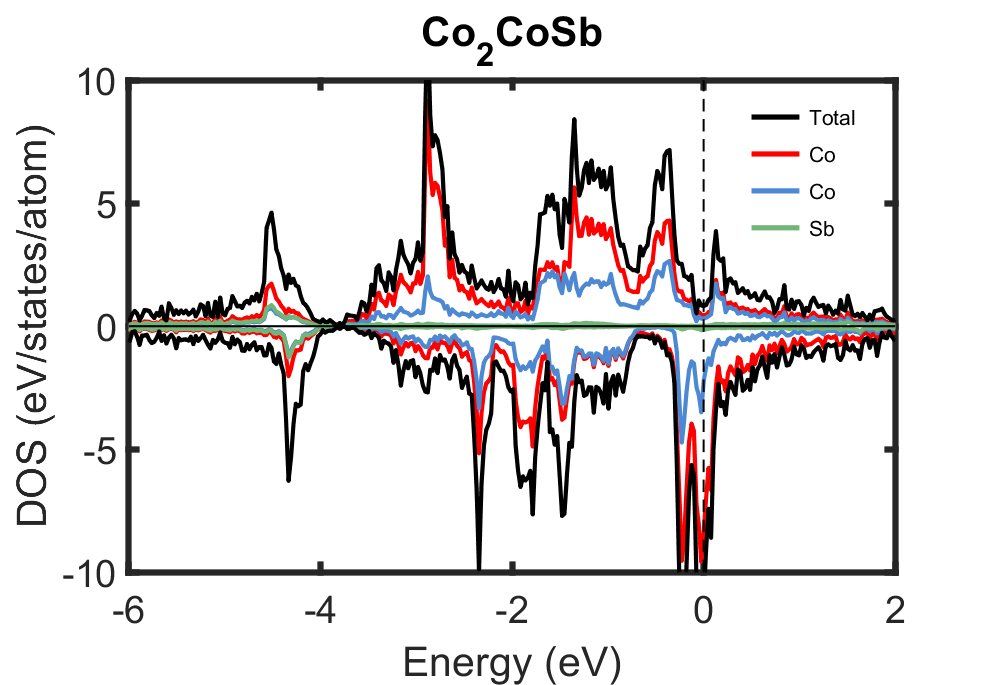 Co₂CoSb
DOS (eV/states/atom)
10
5
0
-5
-10
Total
Co
Co
Sb
-6 -4 -2 0 2
Energy (eV)